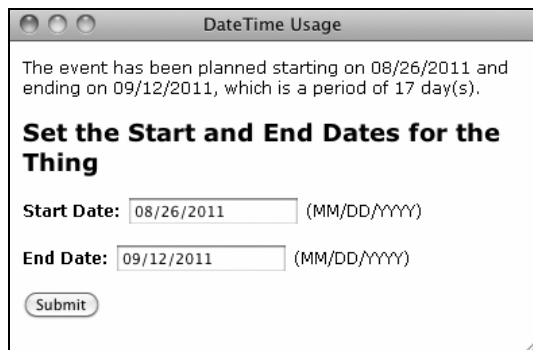 DateTime Usage
The event has been planned starting on 08/26/2011 and
ending on 09/12/2011, which is a period of 17 day(s).
Set the Start and End Dates for the
Thing
Start Date: 08/26/2011 (MM/DD/YYYY)
End Date: 09/12/2011 (MM/DD/YYYY)
Submit